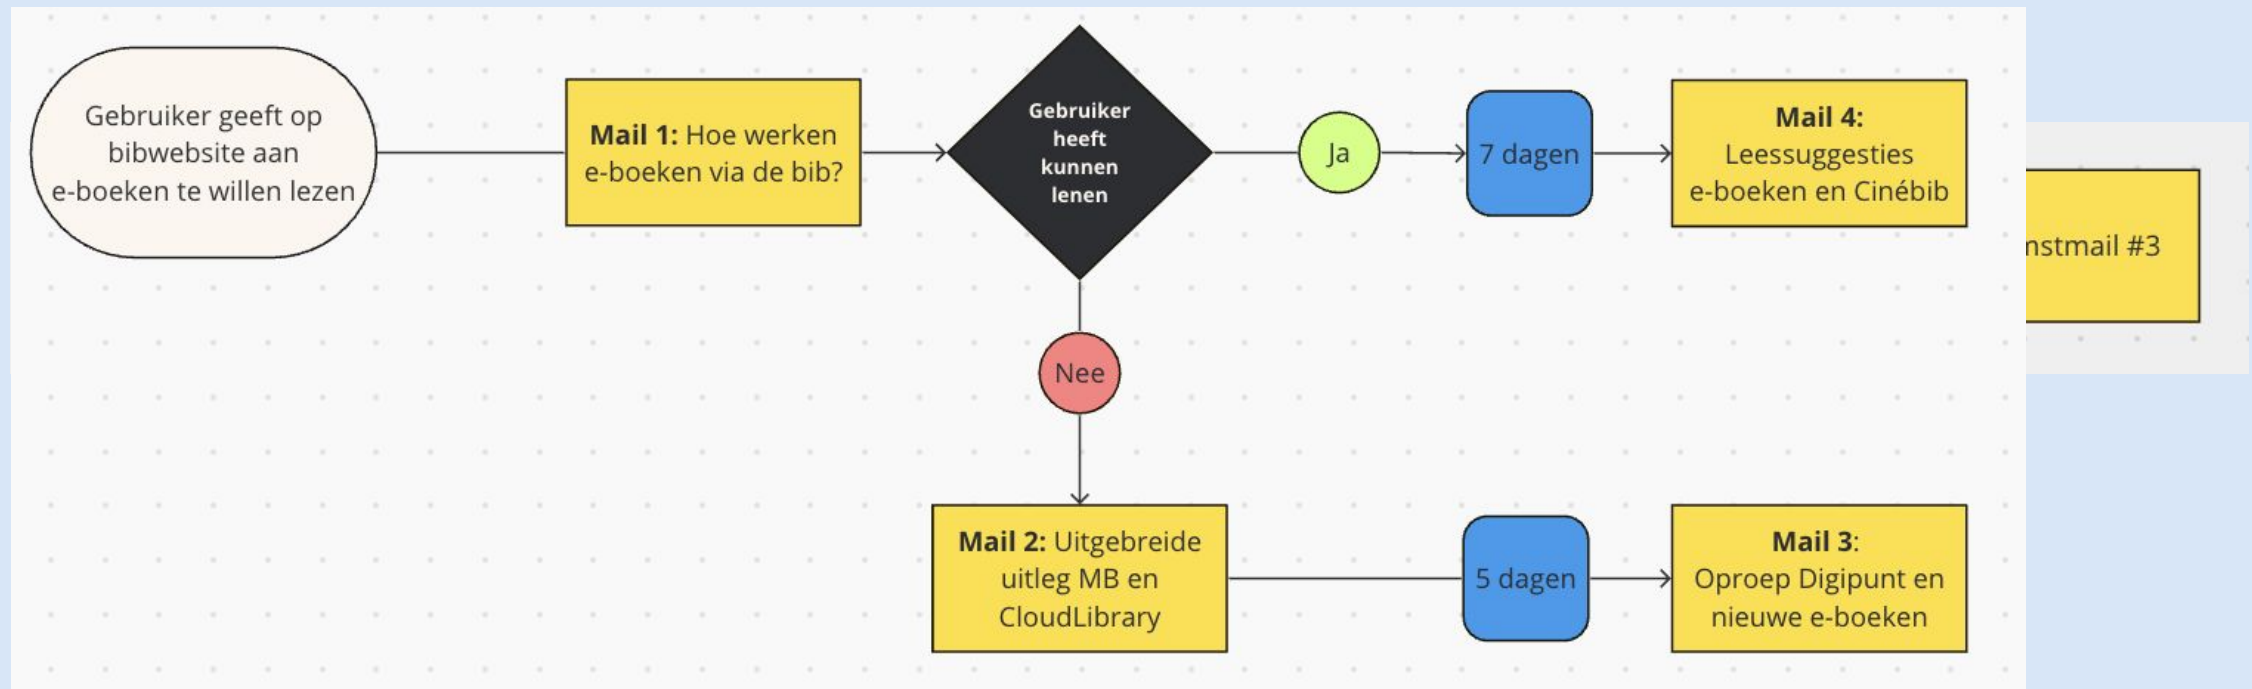 Gebruiker geeft op
bibwebsite aan
e-boeken te willen lezen
Mail 1: Hoe werken
e-boeken via de bib?
Gebruiker
heeft
kunnen
lenen
Ja
7 dagen
Mail 4:
Leessuggesties
e-boeken en Cinébib
#3
Nee
Mail 2: Uitgebreide
uitleg MB en
CloudLibrary
5 dagen
Mail 3:
Oproep Digipunt en
nieuwe e-boeken